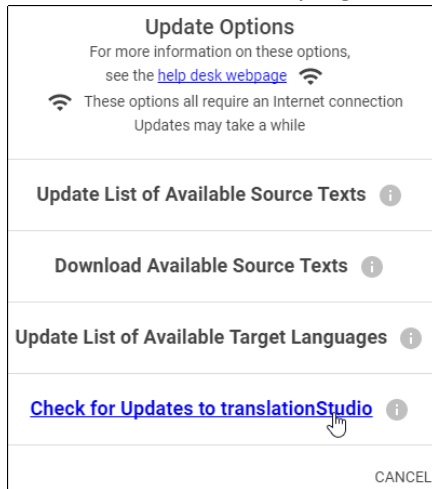 Update Options
For more information on these options,
see the help desk webpage
These options all require an Internet connection
Updates may take a while
Update List of Available Source Texts
Download Available Source Texts
Update List of Available Target Languages
Check for Updates to translationStudio
CANCEL